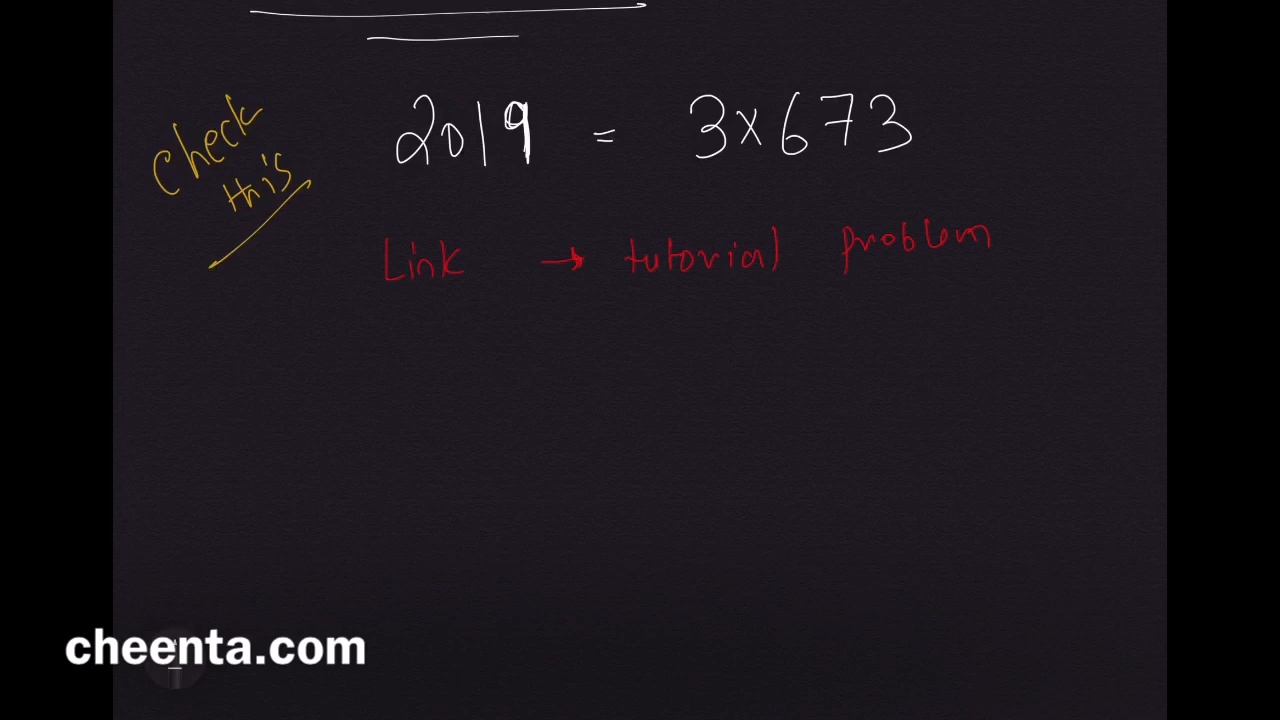 check
this
2019 = 3x673
Link → tutorial problem
cheenta.com